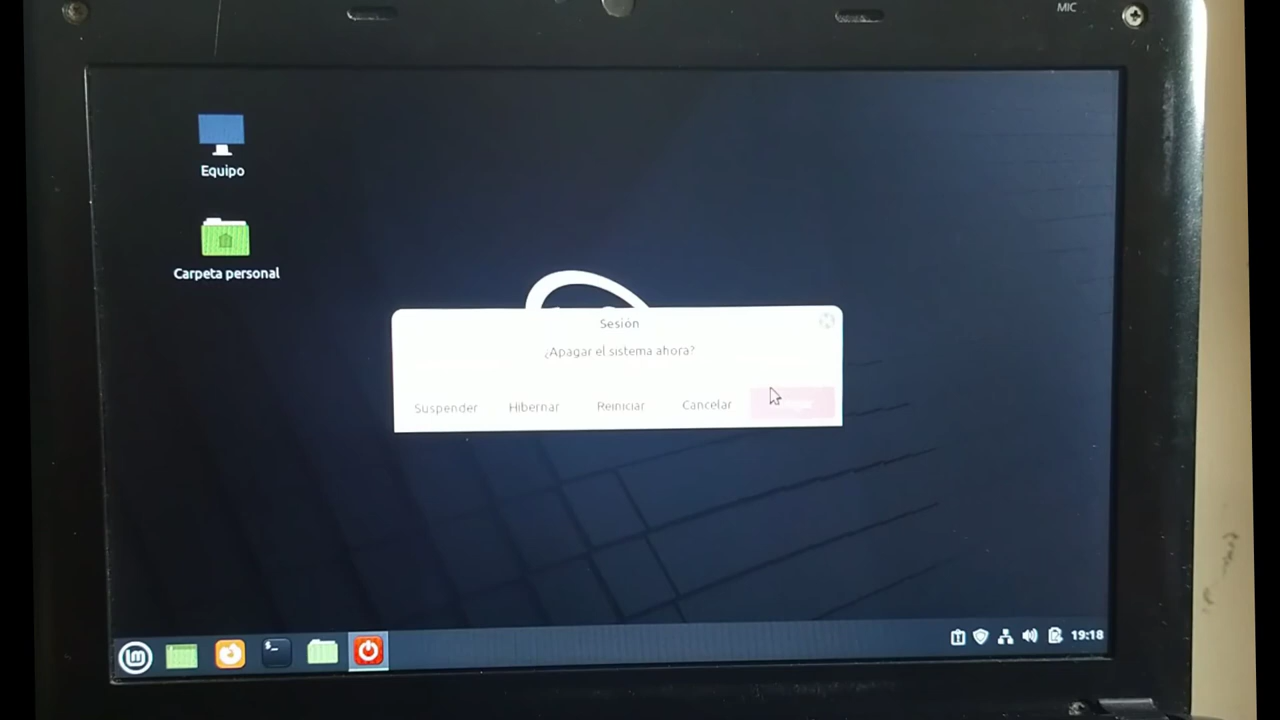 MIC
Equipo
Carpeta personal
Sesión
¿Apagar el sistema ahora?
Suspender Hibernar Reiniciar Cancelar
19:18